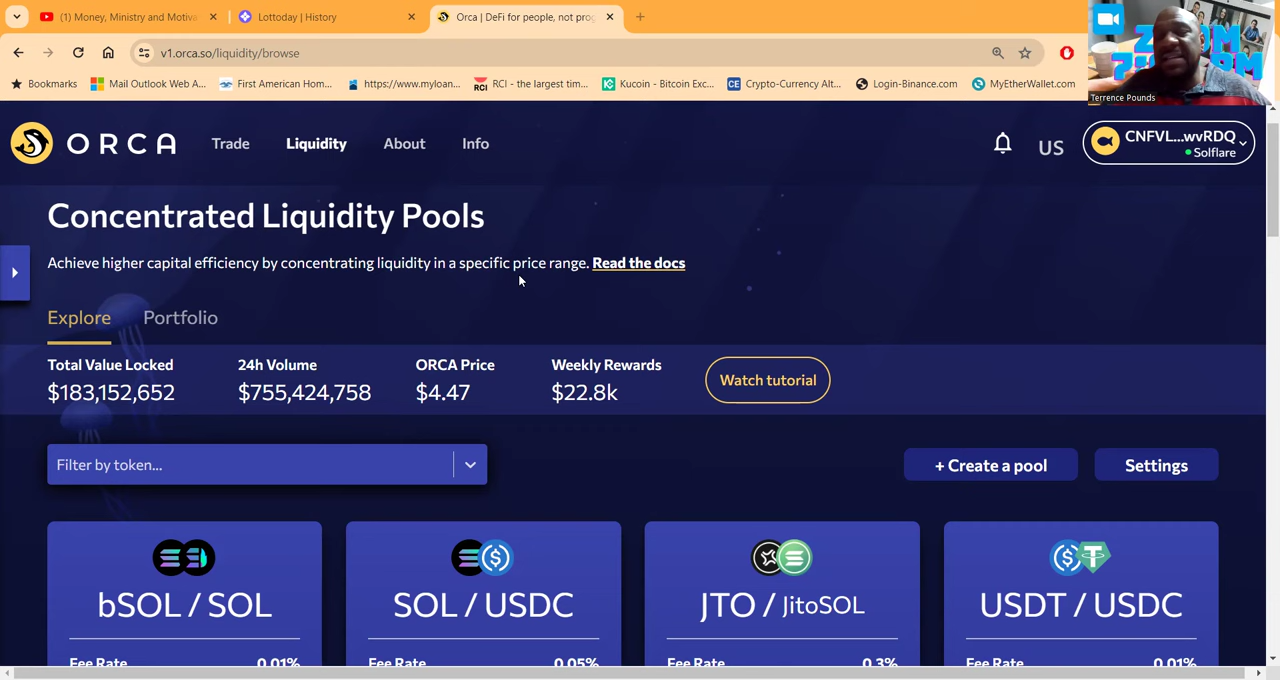 (1) Money, Ministry and Motiva
Lottoday | History
Orca | DeFi for people, not prog
v1.orca.so/liquidity/browse
Bookmarks
Mail Outlook Web A...
First American Hom...
https://www.myloan...
RCI - the largest tim...
Kucoin - Bitcoin Exc...
Crypto-Currency Alt...
Login-Binance.com
MyEtherWallet.com
Terrence Pounds
ORCA
Trade
Liquidity
About
Info
US
CNFVL...wvRDQ
Solflare
Concentrated Liquidity Pools
Achieve higher capital efficiency by concentrating liquidity in a specific price range. Read the docs
Explore
Portfolio
Total Value Locked
$183,152,652
24h Volume
$755,424,758
ORCA Price
$4.47
Weekly Rewards
$22.8k
Watch tutorial
Filter by token...
+ Create a pool
Settings
bSOL / SOL
SOL / USDC
JTO / JitoSOL
USDT / USDC
Fee Rate 0.01%
Fee Rate 0.05%
Fee Rate 0.3%
Fee Rate 0.01%